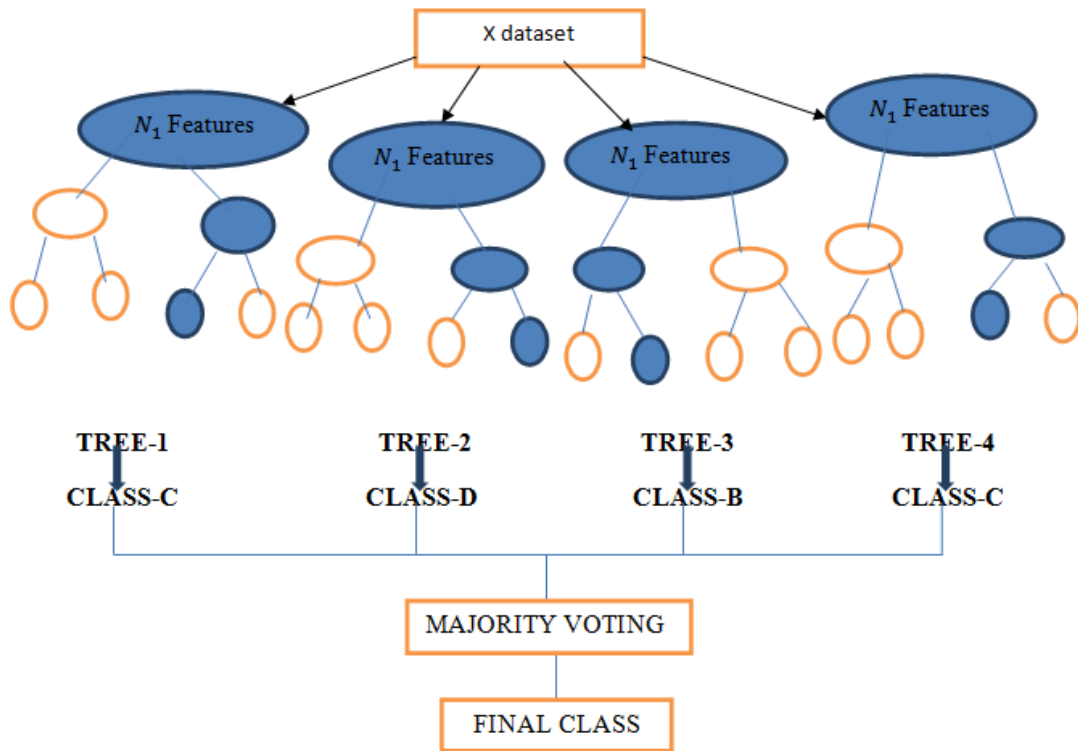 X dataset
N₁ Features
N₁ Features
N₁ Features
N₁ Features
TREE-1
TREE-2
TREE-3
TREE-4
CLASS-C
CLASS-D
CLASS-B
CLASS-C
MAJORITY VOTING
FINAL CLASS